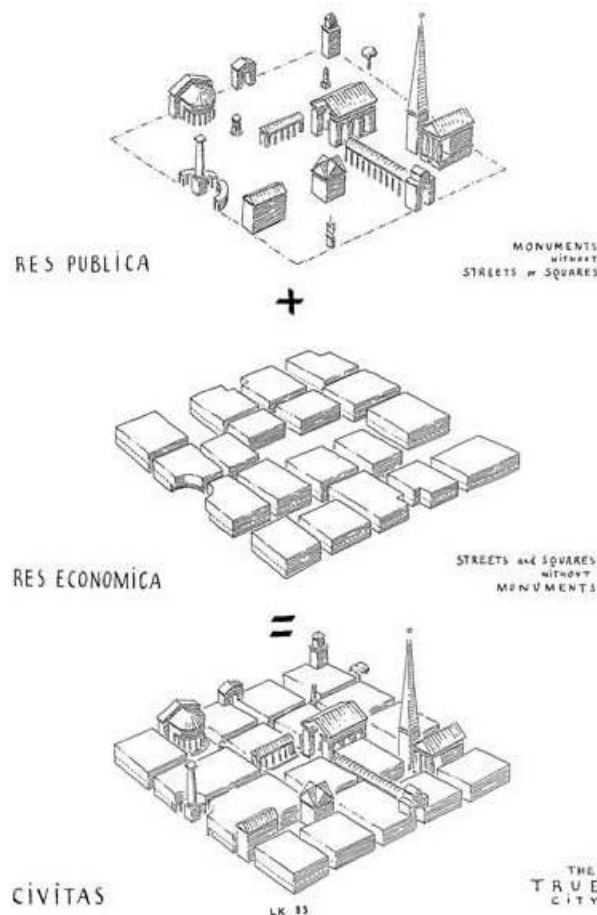 RES PUBLICA
MONUMENTS
WITHOUT
STREETS or SQUARES
+
RES ECONOMICA
STREETS and SQUARES
WITHOUT
MONUMENTS
=
CIVITAS
LK 83
THE
TRUE
CITY